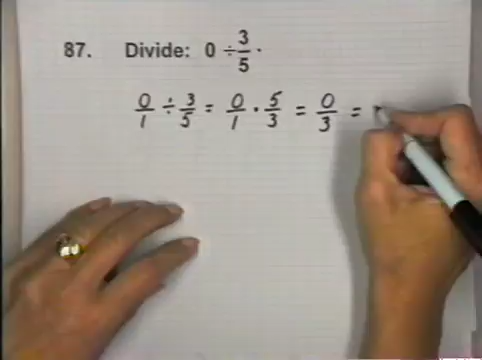 87. Divide: 0 ÷ 3/5 .
0/1 ÷ 3/5 = 0/1 · 5/3 = 0/3 =